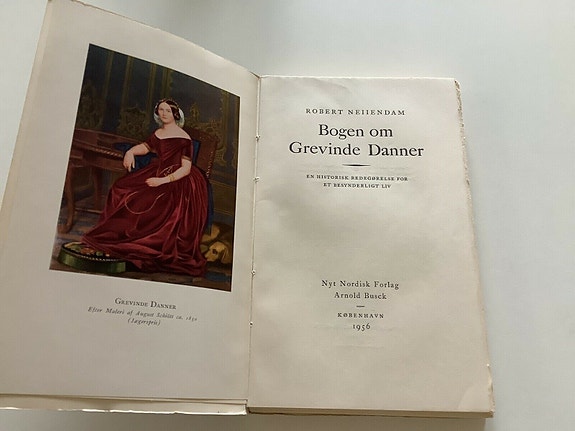 GREVINDE DANNER
Efter Maleri af August Schiøtt ca. 1850
(Jægerspris)
ROBERT NEIIENDAM
Bogen om
Grevinde Danner
EN HISTORISK REDEGØRELSE FOR
ET BESYNDERLIGT LIV
Nyt Nordisk Forlag
Arnold Busck
KØBENHAVN
1956